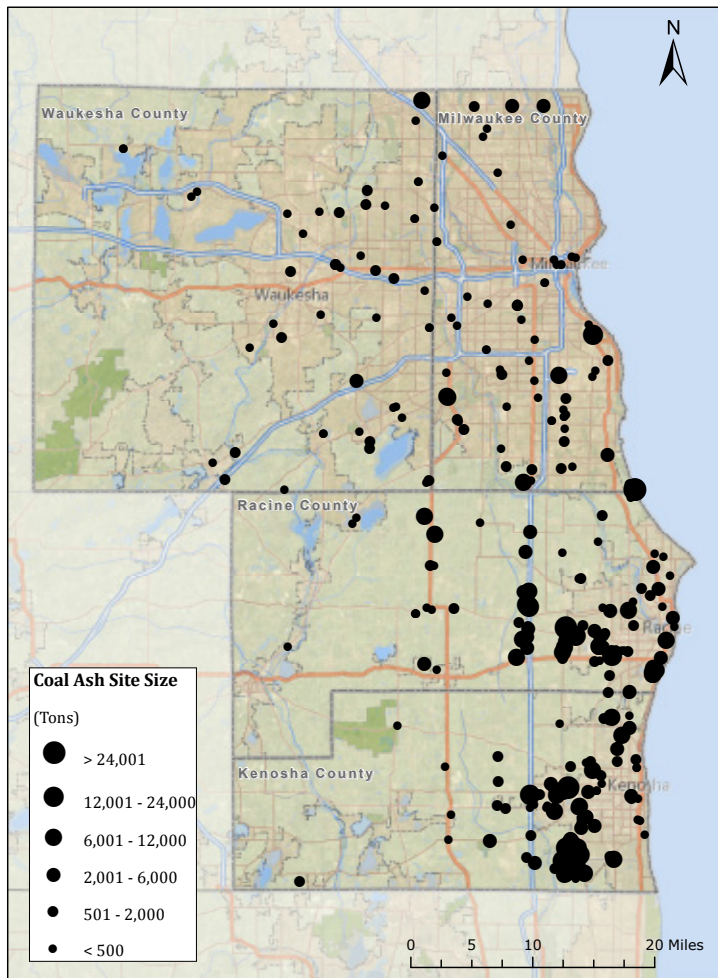 N
Waukesha County
Milwaukee County
Waukesha
Racine County
Kenosha County
Kenosha
Coal Ash Site Size
(Tons)
> 24,001
12,001 - 24,000
6,001 - 12,000
2,001 - 6,000
501 - 2,000
< 500
0 5 10 20 Miles